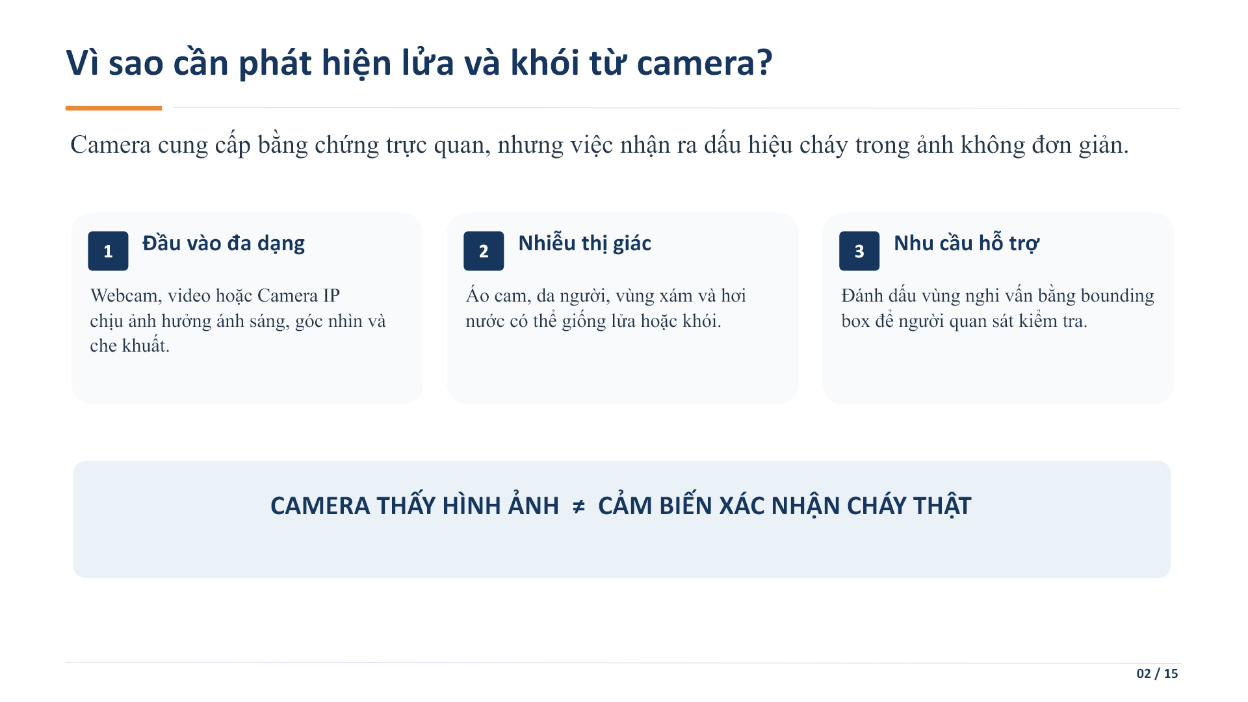 Vì sao cần phát hiện lửa và khói từ camera?
Camera cung cấp bằng chứng trực quan, nhưng việc nhận ra dấu hiệu cháy trong ảnh không đơn giản.
1
Đầu vào đa dạng
Webcam, video hoặc Camera IP
chịu ảnh hưởng ánh sáng, góc nhìn và
che khuất.
2
Nhiễu thị giác
Áo cam, da người, vùng xám và hơi
nước có thể giống lửa hoặc khói.
3
Nhu cầu hỗ trợ
Đánh dấu vùng nghi vấn bằng bounding
box để người quan sát kiểm tra.
CAMERA THẤY HÌNH ẢNH ≠ CẢM BIẾN XÁC NHẬN CHÁY THẬT
02 / 15